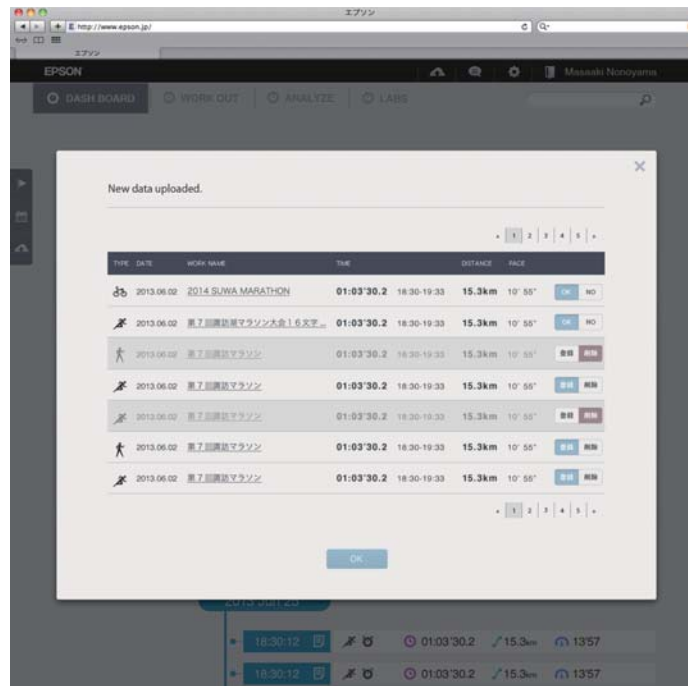 エプソン
http://www.epson.jp/
エプソン
EPSON
Masaaki Nonoyama
DASH BOARD WORK OUT ANALYZE LABS
New data uploaded.
1 2 3 4 5
TYPE DATE WORK NAME TIME DISTANCE PACE
2013.06.02 2014 SUWA MARATHON 01:03'30.2 18:30-19:33 15.3km 10' 55" OK NO
2013.06.02 第7回諏訪湖マラソン大会16文字... 01:03'30.2 18:30-19:33 15.3km 10' 55" OK NO
2013.06.02 第7回諏訪マラソン 01:03'30.2 18:30-19:33 15.3km 10' 55" 登録 削除
2013.06.02 第7回諏訪マラソン 01:03'30.2 18:30-19:33 15.3km 10' 55" 登録 削除
2013.06.02 第7回諏訪マラソン 01:03'30.2 18:30-19:33 15.3km 10' 55" 登録 削除
2013.06.02 第7回諏訪マラソン 01:03'30.2 18:30-19:33 15.3km 10' 55" 登録 削除
2013.06.02 第7回諏訪マラソン 01:03'30.2 18:30-19:33 15.3km 10' 55" 登録 削除
1 2 3 4 5
OK
2013 Jun 25
18:30:12 01:03'30.2 15.3km 13'57
18:30:12 01:03'30.2 15.3km 13'57